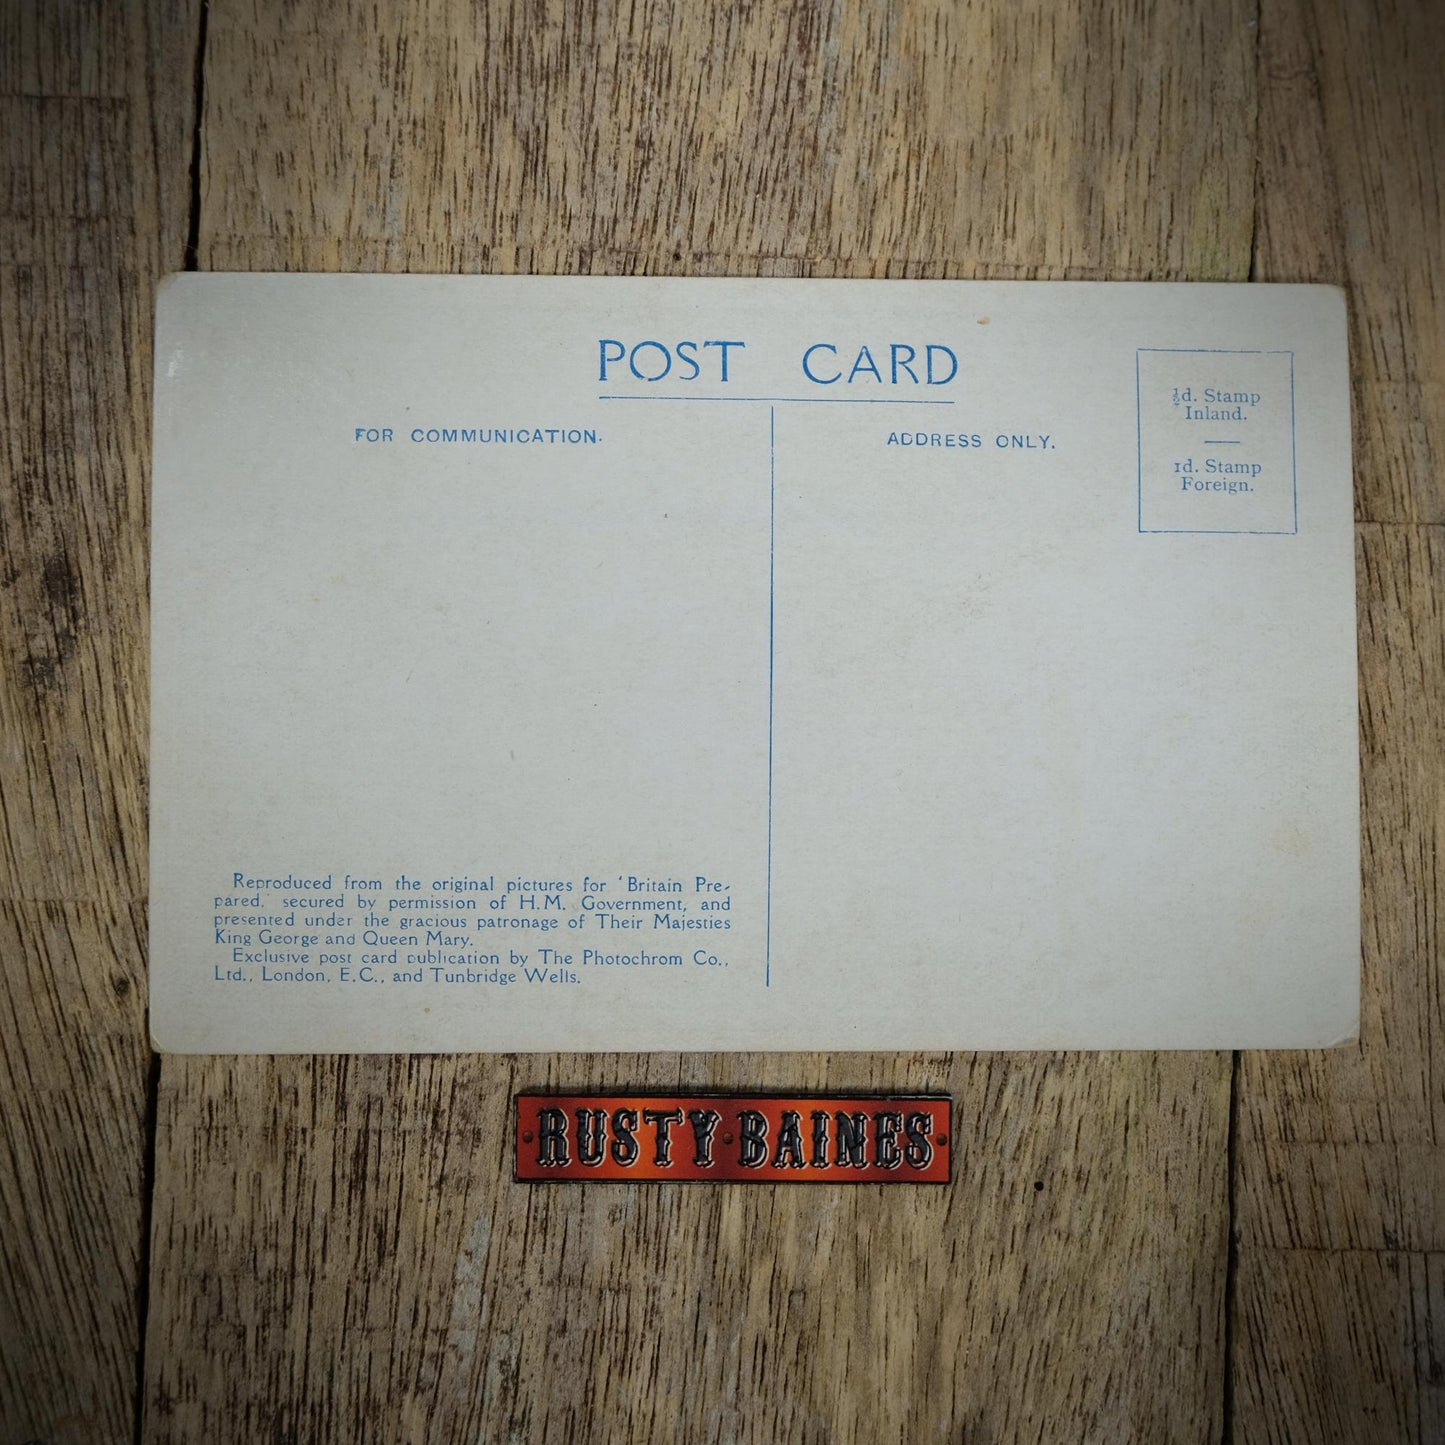 POST CARD
FOR COMMUNICATION.
ADDRESS ONLY.
½d. Stamp
Inland.
1d. Stamp
Foreign.
Reproduced from the original pictures for ‘Britain Pre-
pared,’ secured by permission of H.M. Government, and
presented under the gracious patronage of Their Majesties
King George and Queen Mary.
Exclusive post card publication by The Photochrom Co.,
Ltd., London, E.C., and Tunbridge Wells.
RUSTY BAINES